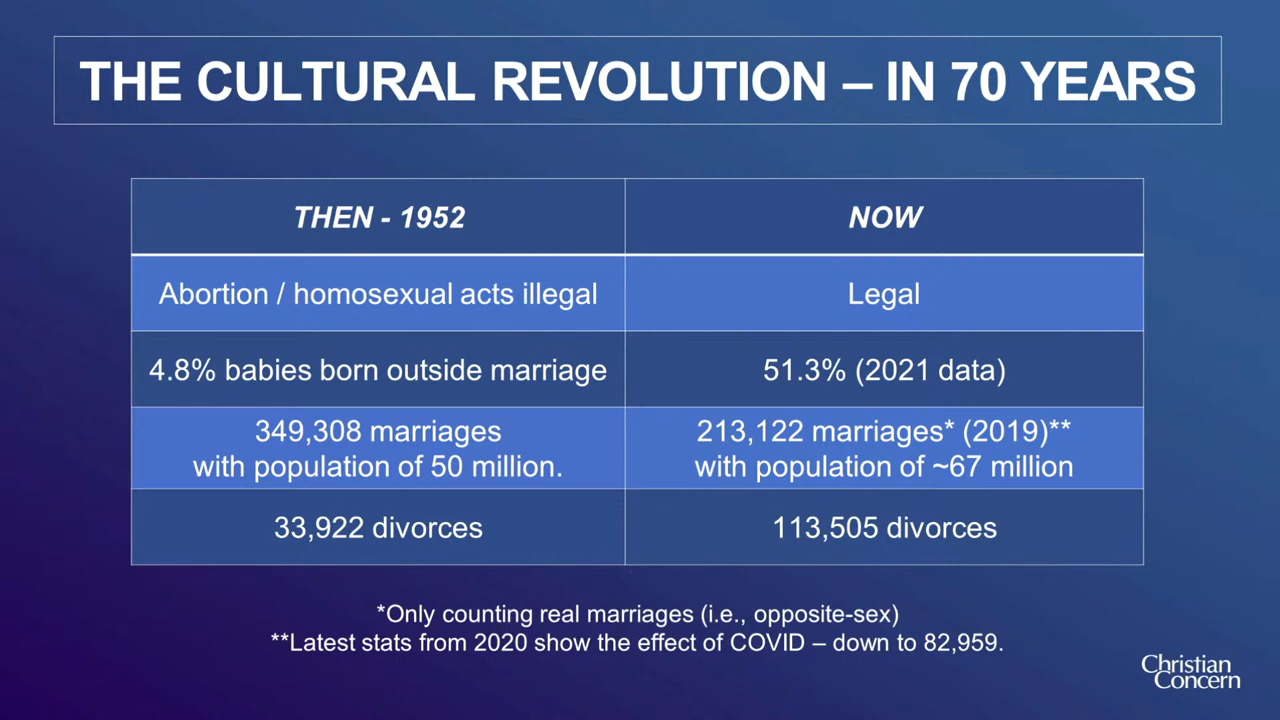 THE CULTURAL REVOLUTION – IN 70 YEARS
THEN - 1952
NOW
Abortion / homosexual acts illegal
Legal
4.8% babies born outside marriage
51.3% (2021 data)
349,308 marriages
with population of 50 million.
213,122 marriages* (2019)**
with population of ~67 million
33,922 divorces
113,505 divorces
*Only counting real marriages (i.e., opposite-sex)
**Latest stats from 2020 show the effect of COVID – down to 82,959.
Christian
Concern